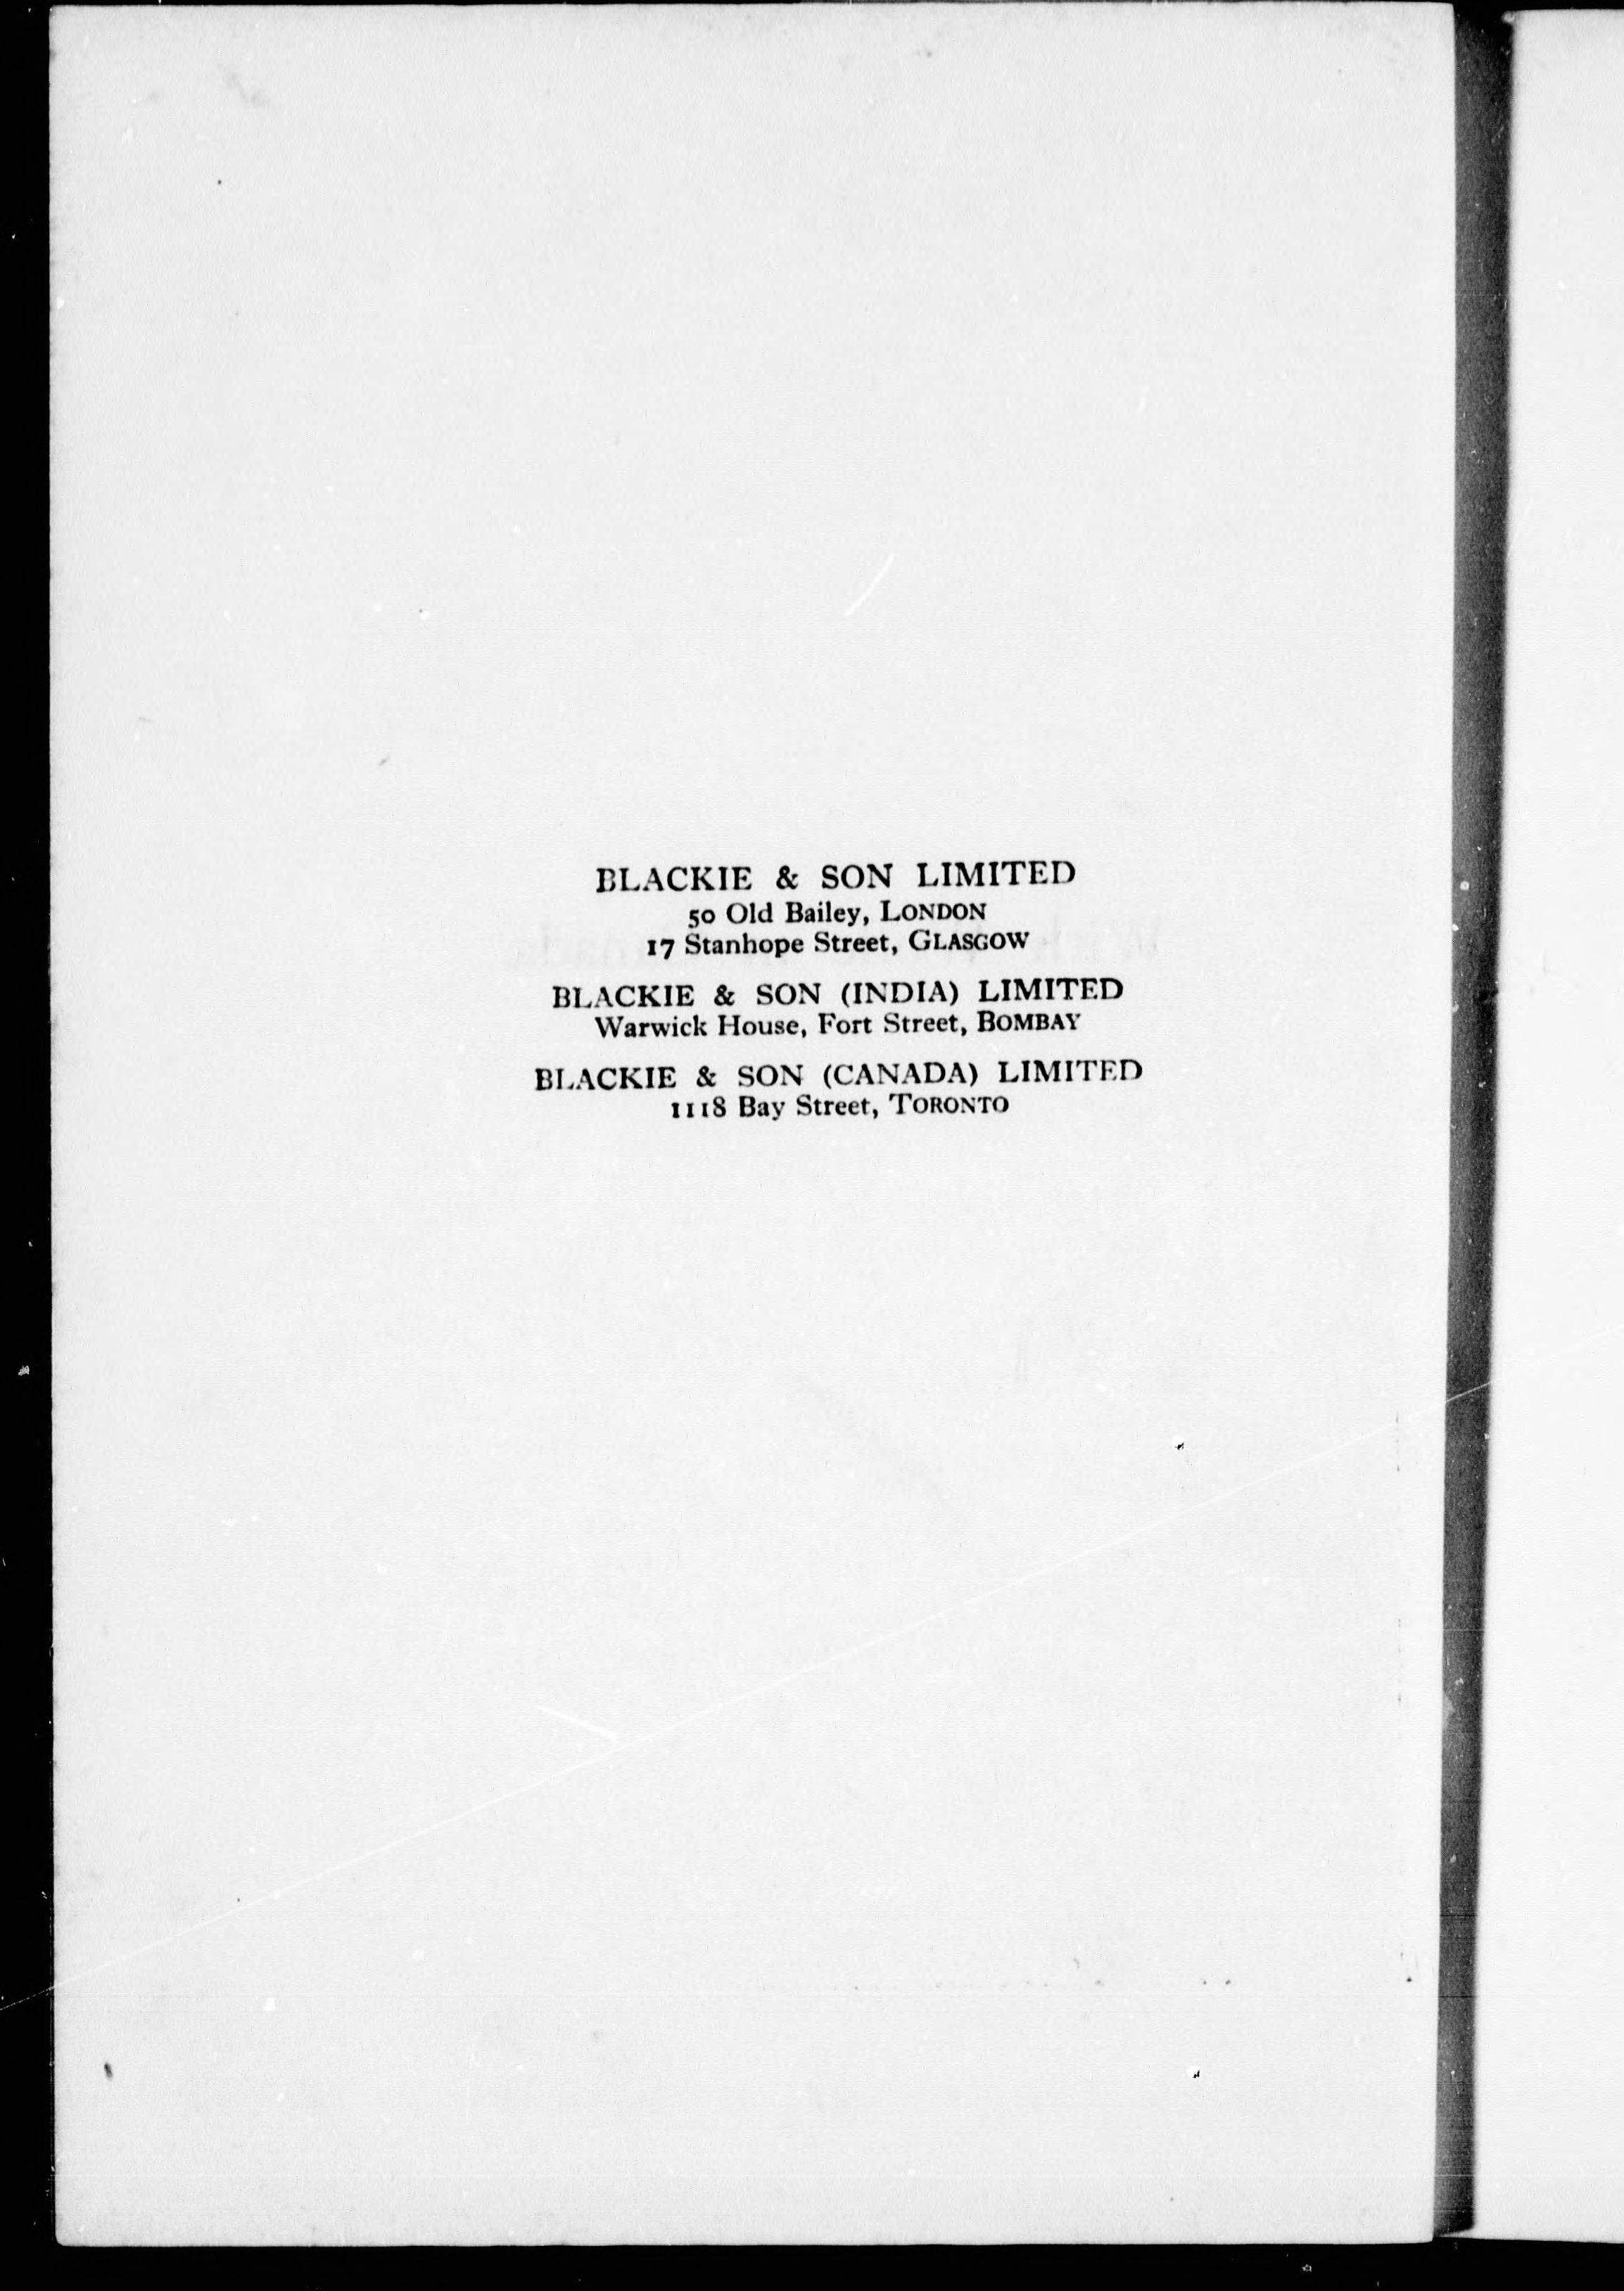 BLACKIE & SON LIMITED
50 Old Bailey, LONDON
17 Stanhope Street, GLASGOW
BLACKIE & SON (INDIA) LIMITED
Warwick House, Fort Street, BOMBAY
BLACKIE & SON (CANADA) LIMITED
1118 Bay Street, TORONTO